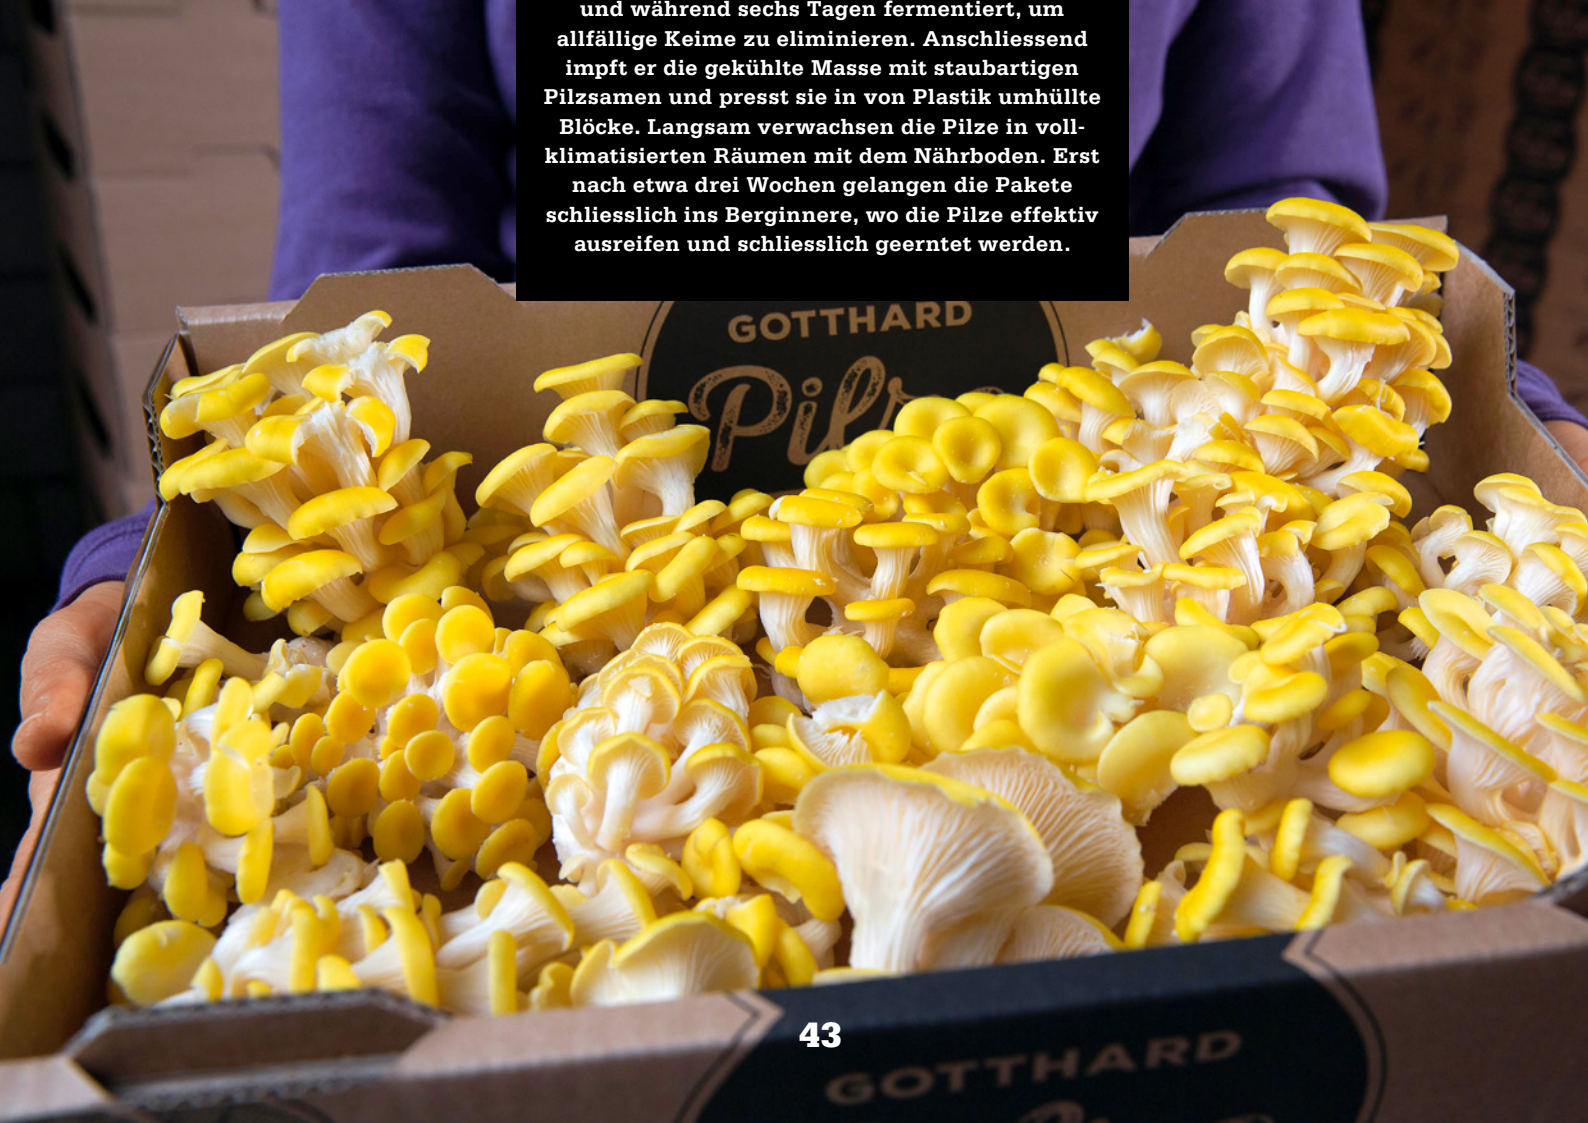 und während sechs Tagen fermentiert, um
allfällige Keime zu eliminieren. Anschliessend
impft er die gekühlte Masse mit staubartigen
Pilzsamen und presst sie in von Plastik umhüllte
Blöcke. Langsam verwachsen die Pilze in voll-
klimatisierten Räumen mit dem Nährboden. Erst
nach etwa drei Wochen gelangen die Pakete
schliesslich ins Berginnere, wo die Pilze effektiv
ausreifen und schliesslich geerntet werden.
GOTTHARD
43
GOTTHARD